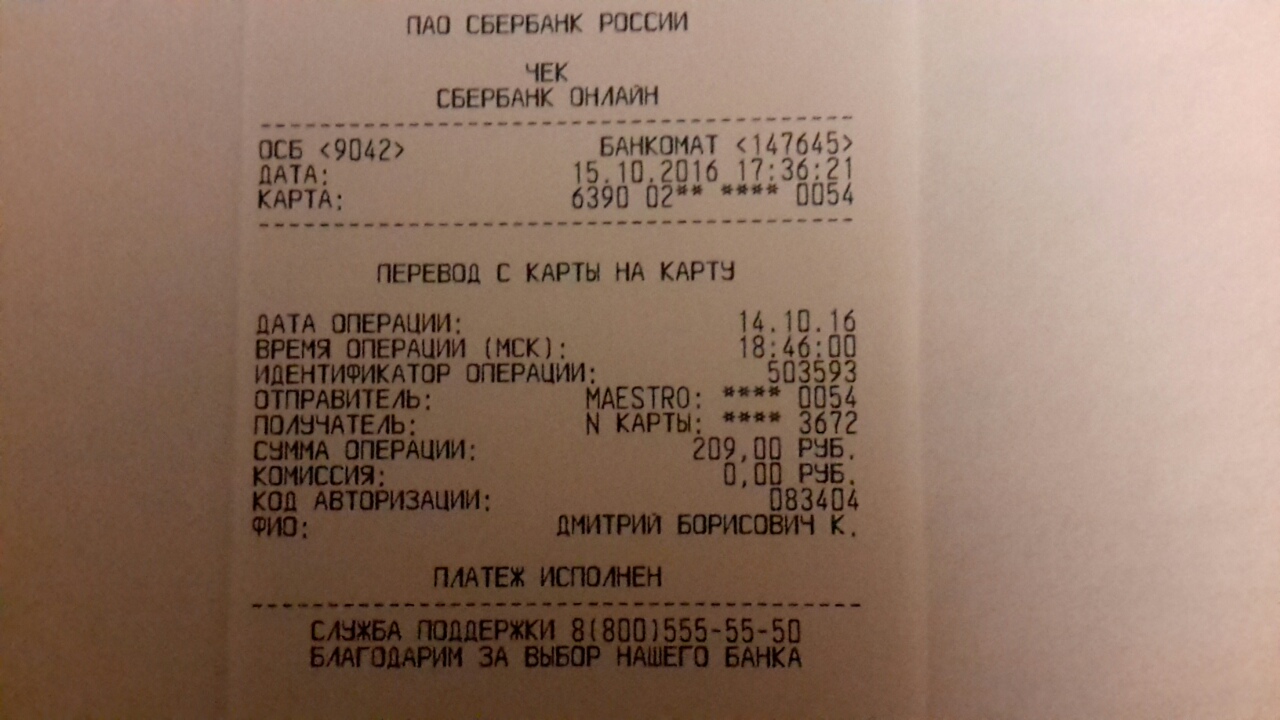 ПАО СБЕРБАНК РОССИИ
ЧЕК
СБЕРБАНК ОНЛАЙН
ОСБ <9042> БАНКОМАТ <147645>
ДАТА: 15.10.2016 17:36:21
КАРТА: 6390 02** **** 0054
ПЕРЕВОД С КАРТЫ НА КАРТУ
ДАТА ОПЕРАЦИИ: 14.10.16
ВРЕМЯ ОПЕРАЦИИ (МСК): 18:46:00
ИДЕНТИФИКАТОР ОПЕРАЦИИ: 503593
ОТПРАВИТЕЛЬ: MAESTRO: **** 0054
ПОЛУЧАТЕЛЬ: N КАРТЫ: **** 3672
СУММА ОПЕРАЦИИ: 209,00 РУБ.
КОМИССИЯ: 0,00 РУБ.
КОД АВТОРИЗАЦИИ: 083404
ФИО: ДМИТРИЙ БОРИСОВИЧ К.
ПЛАТЕЖ ИСПОЛНЕН
СЛУЖБА ПОДДЕРЖКИ 8(800)555-55-50
БЛАГОДАРИМ ЗА ВЫБОР НАШЕГО БАНКА